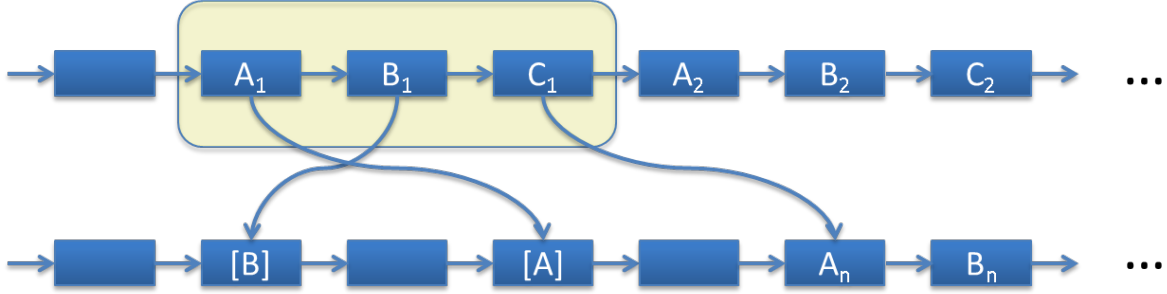 A₁ B₁ C₁ A₂ B₂ C₂ ...
[B] [A] Aₙ Bₙ ...